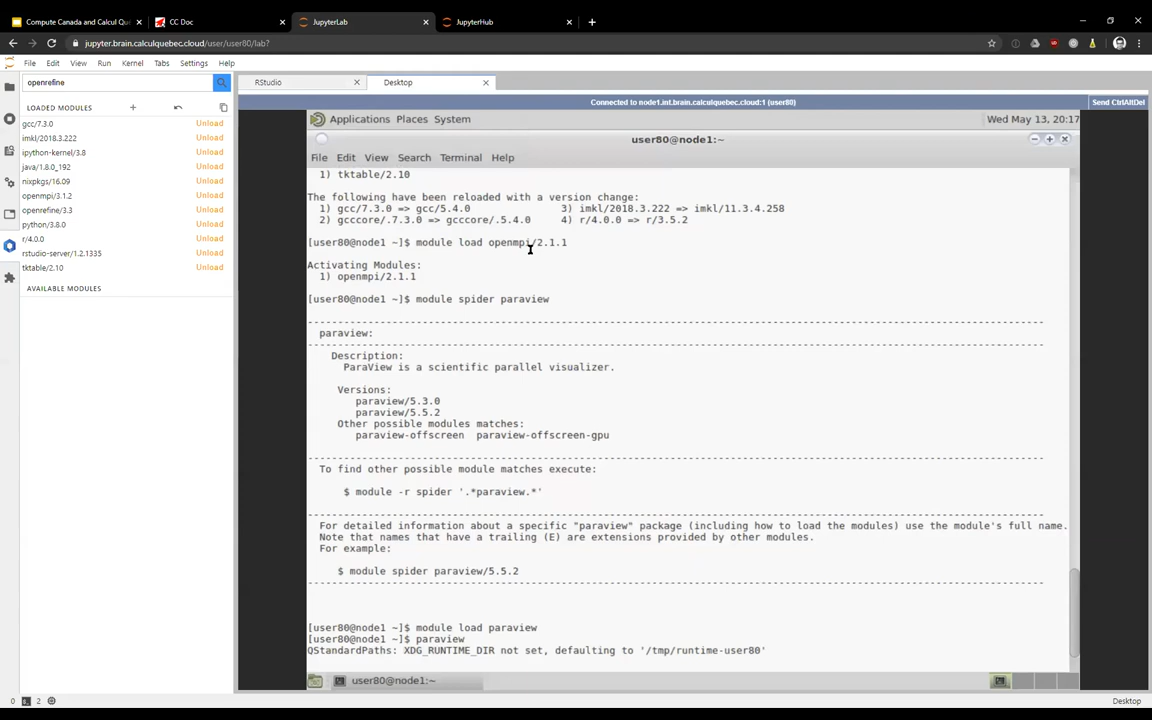 Compute Canada and Calcul Qu
CC Doc
JupyterLab
JupyterHub
jupyter.brain.calculquebec.cloud/user/user80/lab?
File Edit View Run Kernel Tabs Settings Help
openrefine
RStudio
Desktop
Connected to node1.int.brain.calculquebec.cloud:1 (user80)
Send CtrlAltDel
LOADED MODULES
gcc/7.3.0 Unload
imkl/2018.3.222 Unload
ipython-kernel/3.8 Unload
java/1.8.0_192 Unload
nixpkgs/16.09 Unload
openmpi/3.1.2 Unload
openrefine/3.3 Unload
python/3.8.0 Unload
r/4.0.0 Unload
rstudio-server/1.2.1335 Unload
tktable/2.10 Unload
AVAILABLE MODULES
Applications Places System
Wed May 13, 20:17
user80@node1:~
File Edit View Search Terminal Help
1) tktable/2.10
The following have been reloaded with a version change:
1) gcc/7.3.0 => gcc/5.4.0 3) imkl/2018.3.222 => imkl/11.3.4.258
2) gcccore/.7.3.0 => gcccore/.5.4.0 4) r/4.0.0 => r/3.5.2
[user80@node1 ~]$ module load openmpi/2.1.1
Activating Modules:
1) openmpi/2.1.1
[user80@node1 ~]$ module spider paraview
----------------------------------------------------------------------------------------------------------------------------
paraview:
----------------------------------------------------------------------------------------------------------------------------
Description:
ParaView is a scientific parallel visualizer.
Versions:
paraview/5.3.0
paraview/5.5.2
Other possible modules matches:
paraview-offscreen paraview-offscreen-gpu
----------------------------------------------------------------------------------------------------------------------------
To find other possible module matches execute:
$ module -r spider '.*paraview.*'
----------------------------------------------------------------------------------------------------------------------------
For detailed information about a specific "paraview" package (including how to load the modules) use the module's full name.
Note that names that have a trailing (E) are extensions provided by other modules.
For example:
$ module spider paraview/5.5.2
----------------------------------------------------------------------------------------------------------------------------
[user80@node1 ~]$ module load paraview
[user80@node1 ~]$ paraview
QStandardPaths: XDG_RUNTIME_DIR not set, defaulting to '/tmp/runtime-user80'
user80@node1:~
0 2
Desktop